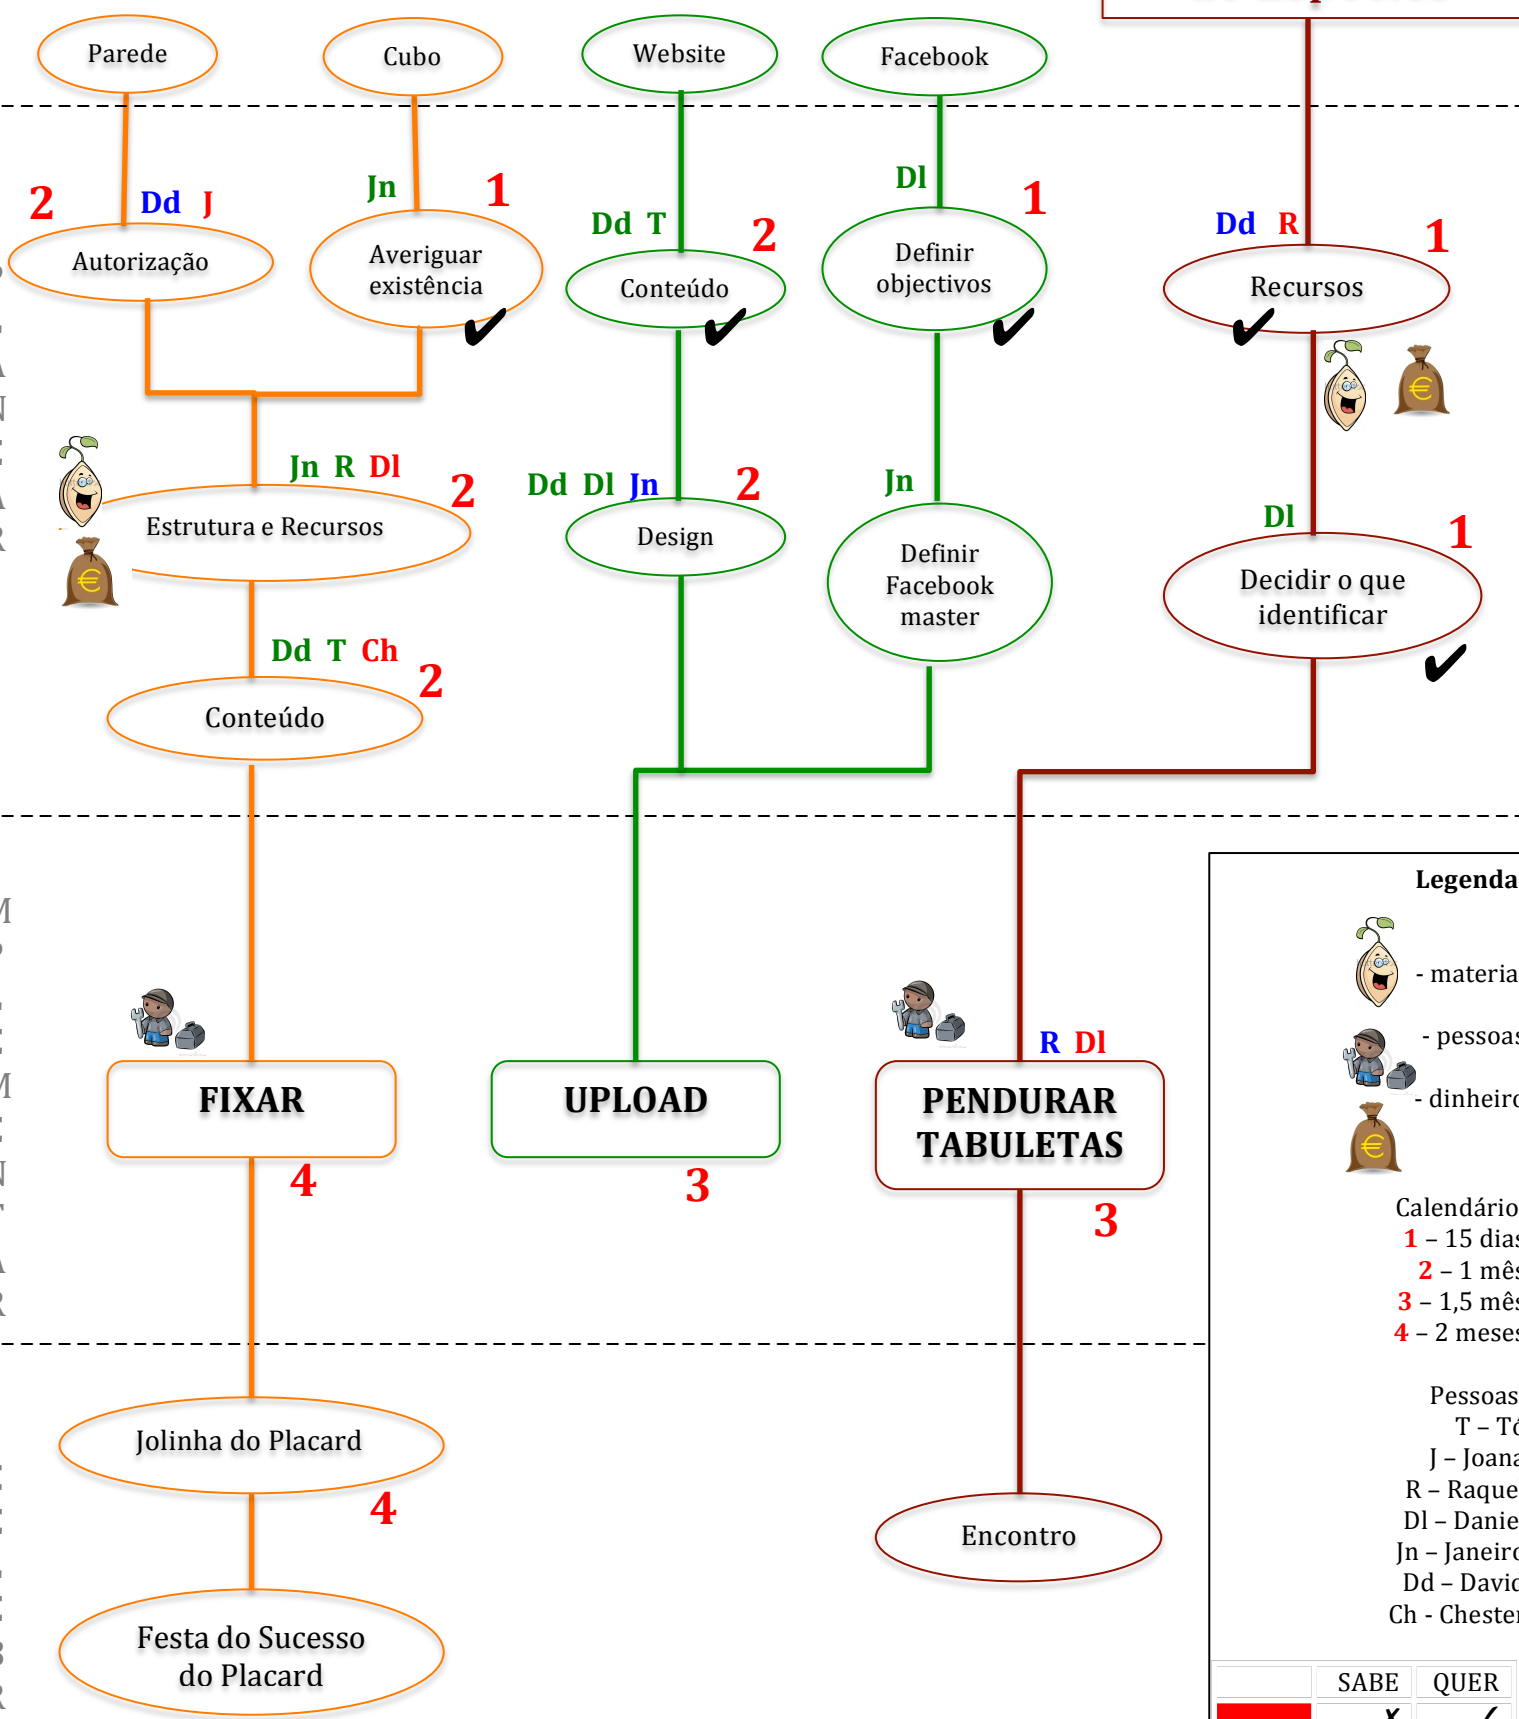 Parede
Cubo
Website
Facebook
2
Dd J
Autorização
Jn
1
Averiguar
existência
✔
Dd T
2
Conteúdo
✔
Dl
1
Definir
objectivos
✔
Dd R
1
Recursos
✔
Jn R Dl
2
Estrutura e Recursos
Dd Dl Jn
2
Design
Jn
Definir
Facebook
master
Dl
1
Decidir o que
identificar
✔
Dd T Ch
2
Conteúdo
FIXAR
4
UPLOAD
3
R Dl
PENDURAR
TABULETAS
3
Jolinha do Placard
4
Festa do Sucesso
do Placard
Encontro
Legenda
- materia
- pessoas
- dinheiro
Calendário
1 – 15 dias
2 – 1 mês
3 – 1,5 mês
4 – 2 meses
Pessoas
T – Tó
J – Joana
R – Raque
Dl – Danie
Jn – Janeiro
Dd – David
Ch - Chester
SABE QUER
✗ ✓